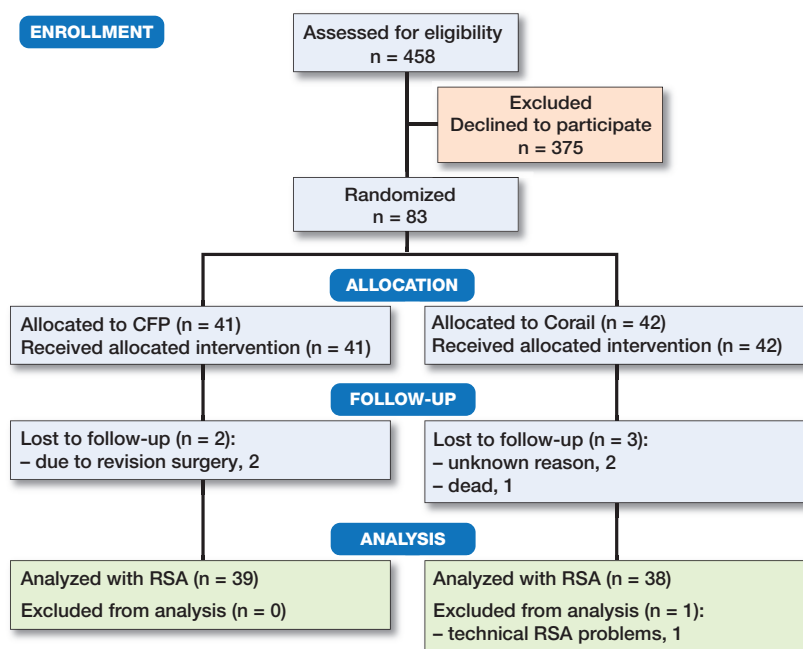 ENROLLMENT
Assessed for eligibility
n = 458
Excluded
Declined to participate
n = 375
Randomized
n = 83
ALLOCATION
Allocated to CFP (n = 41)
Received allocated intervention (n = 41)
Allocated to Corail (n = 42)
Received allocated intervention (n = 42)
FOLLOW-UP
Lost to follow-up (n = 2):
– due to revision surgery, 2
Lost to follow-up (n = 3):
– unknown reason, 2
– dead, 1
ANALYSIS
Analyzed with RSA (n = 39)
Excluded from analysis (n = 0)
Analyzed with RSA (n = 38)
Excluded from analysis (n = 1):
– technical RSA problems, 1